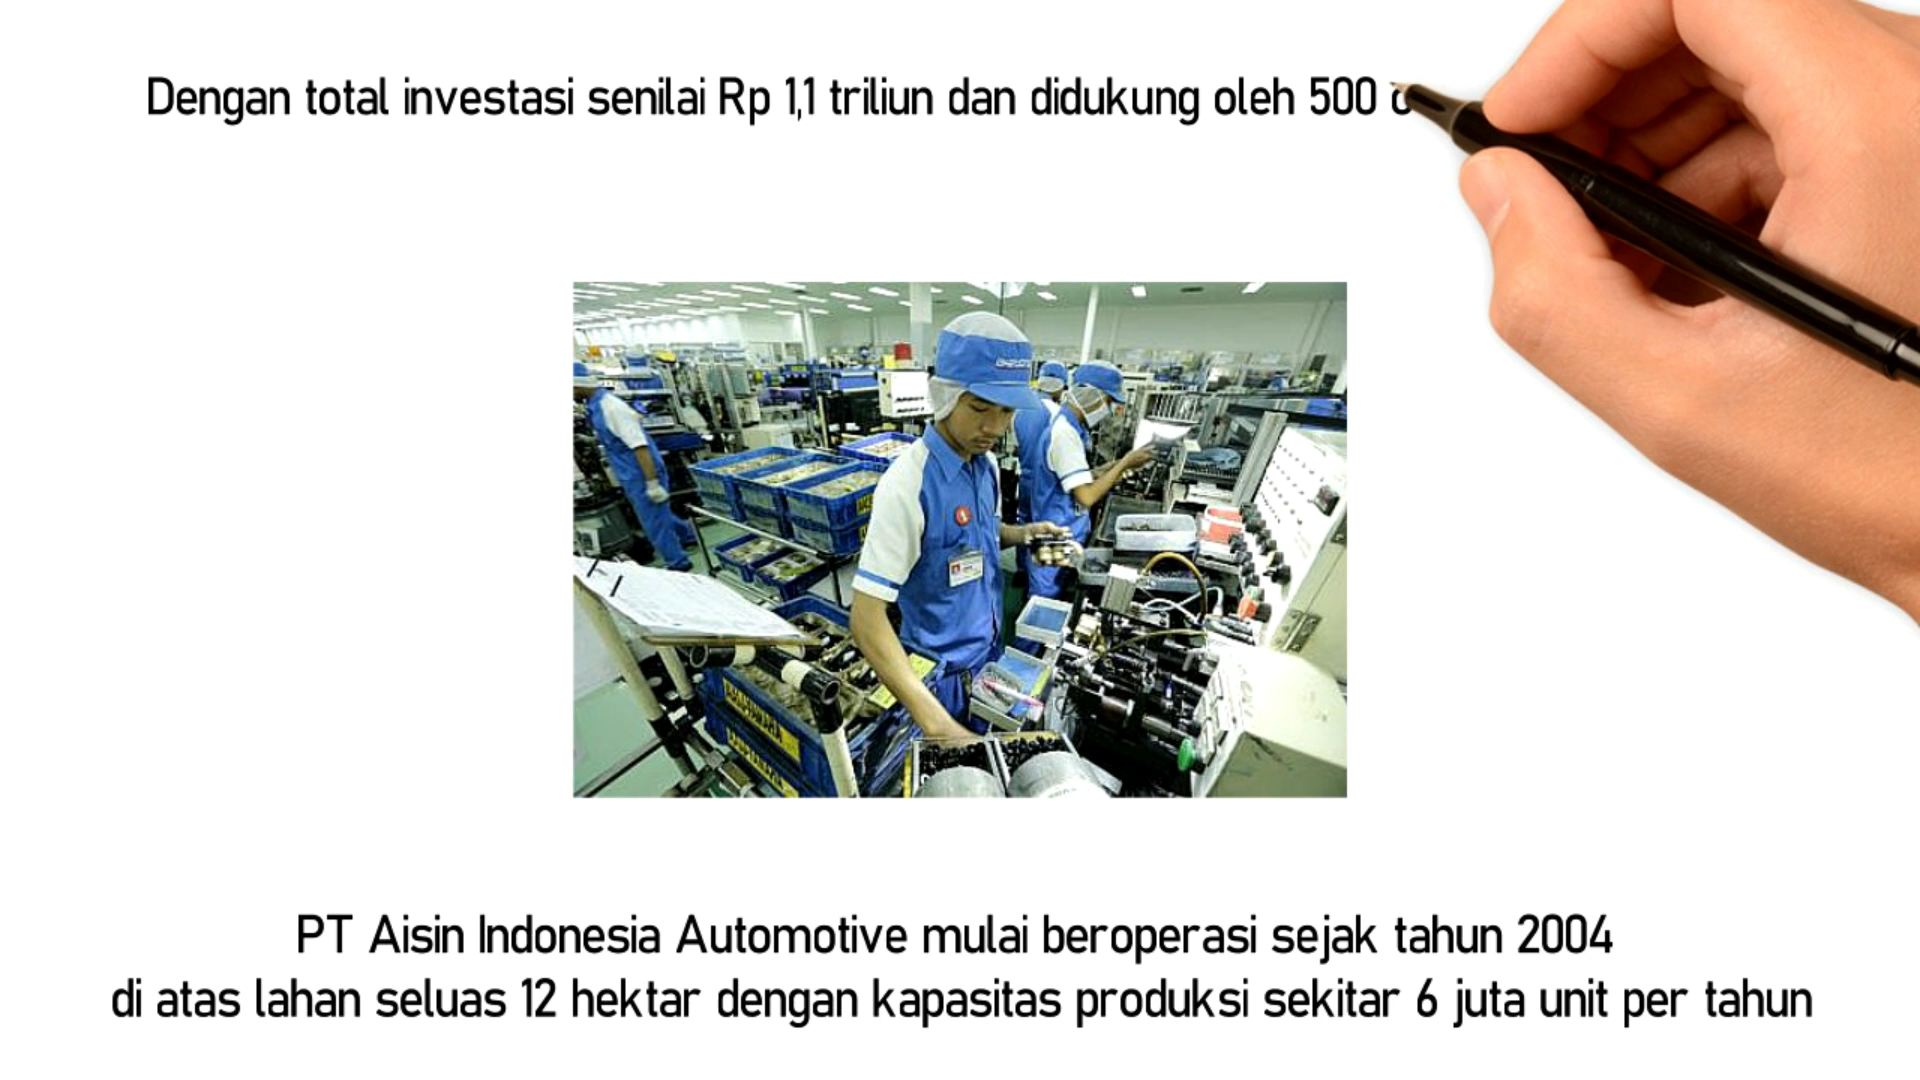 Dengan total investasi senilai Rp 1,1 triliun dan didukung oleh 500
PT Aisin Indonesia Automotive mulai beroperasi sejak tahun 2004
di atas lahan seluas 12 hektar dengan kapasitas produksi sekitar 6 juta unit per tahun